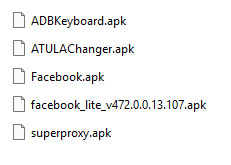 ADBKeyboard.apk
ATULAChanger.apk
Facebook.apk
facebook_lite_v472.0.0.13.107.apk
superproxy.apk